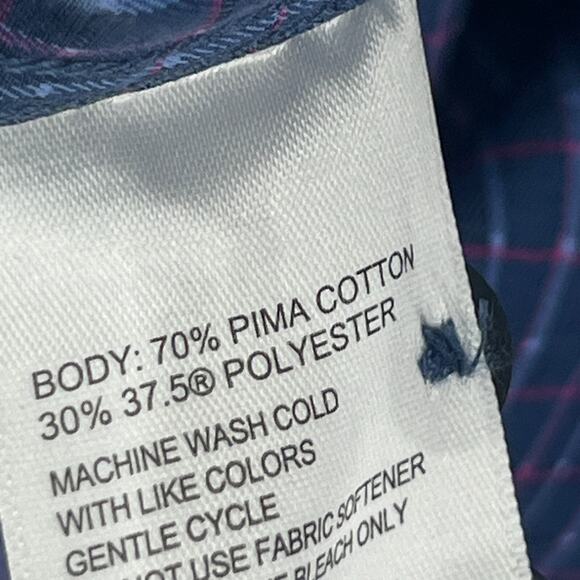 BODY: 70% PIMA COTTON
30% 37.5® POLYESTER
MACHINE WASH COLD
WITH LIKE COLORS
GENTLE CYCLE
NOT USE FABRIC SOFTENER
BLEACH ONLY